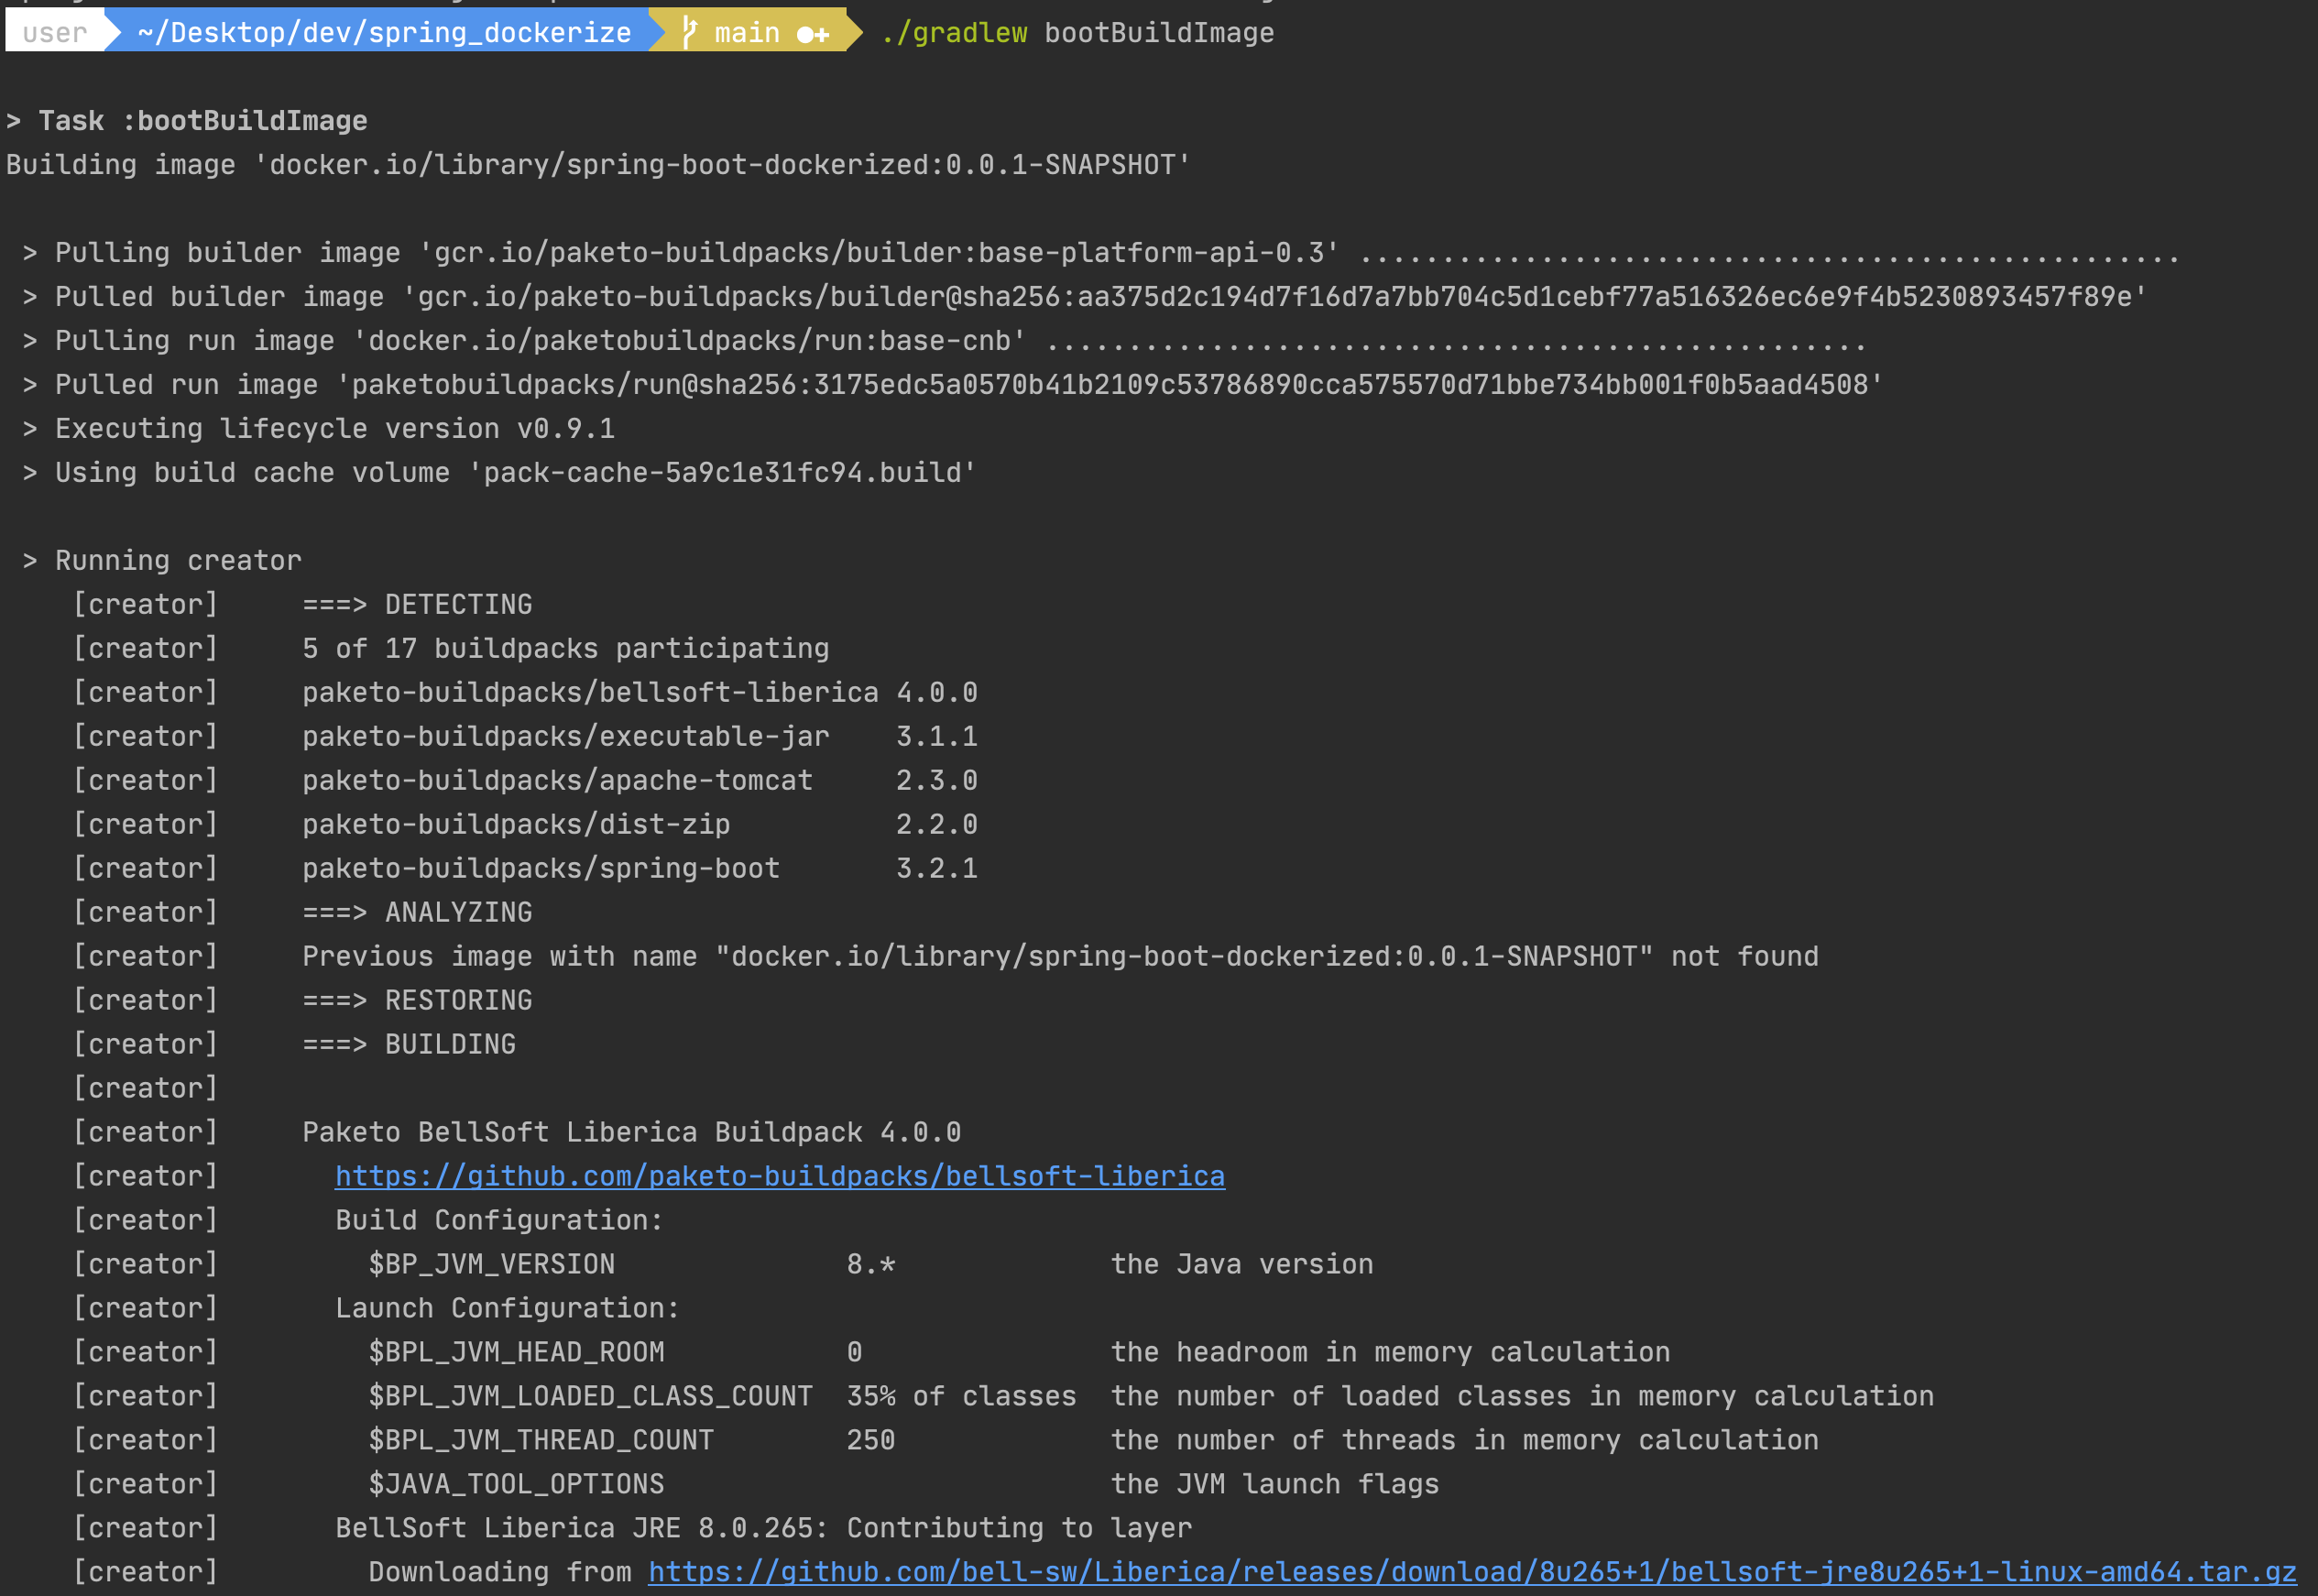 user ~/Desktop/dev/spring_dockerize main ●+ ./gradlew bootBuildImage
> Task :bootBuildImage
Building image 'docker.io/library/spring-boot-dockerized:0.0.1-SNAPSHOT'
> Pulling builder image 'gcr.io/paketo-buildpacks/builder:base-platform-api-0.3' ..................................................
> Pulled builder image 'gcr.io/paketo-buildpacks/builder@sha256:aa375d2c194d7f16d7a7bb704c5d1cebf77a516326ec6e9f4b5230893457f89e'
> Pulling run image 'docker.io/paketobuildpacks/run:base-cnb' ..................................................
> Pulled run image 'paketobuildpacks/run@sha256:3175edc5a0570b41b2109c53786890cca575570d71bbe734bb001f0b5aad4508'
> Executing lifecycle version v0.9.1
> Using build cache volume 'pack-cache-5a9c1e31fc94.build'
> Running creator
[creator]     ===> DETECTING
[creator]     5 of 17 buildpacks participating
[creator]     paketo-buildpacks/bellsoft-liberica 4.0.0
[creator]     paketo-buildpacks/executable-jar    3.1.1
[creator]     paketo-buildpacks/apache-tomcat     2.3.0
[creator]     paketo-buildpacks/dist-zip          2.2.0
[creator]     paketo-buildpacks/spring-boot       3.2.1
[creator]     ===> ANALYZING
[creator]     Previous image with name "docker.io/library/spring-boot-dockerized:0.0.1-SNAPSHOT" not found
[creator]     ===> RESTORING
[creator]     ===> BUILDING
[creator]
[creator]     Paketo BellSoft Liberica Buildpack 4.0.0
[creator]       https://github.com/paketo-buildpacks/bellsoft-liberica
[creator]       Build Configuration:
[creator]         $BP_JVM_VERSION              8.*             the Java version
[creator]       Launch Configuration:
[creator]         $BPL_JVM_HEAD_ROOM           0               the headroom in memory calculation
[creator]         $BPL_JVM_LOADED_CLASS_COUNT  35% of classes  the number of loaded classes in memory calculation
[creator]         $BPL_JVM_THREAD_COUNT        250             the number of threads in memory calculation
[creator]         $JAVA_TOOL_OPTIONS                           the JVM launch flags
[creator]       BellSoft Liberica JRE 8.0.265: Contributing to layer
[creator]         Downloading from https://github.com/bell-sw/Liberica/releases/download/8u265+1/bellsoft-jre8u265+1-linux-amd64.tar.gz